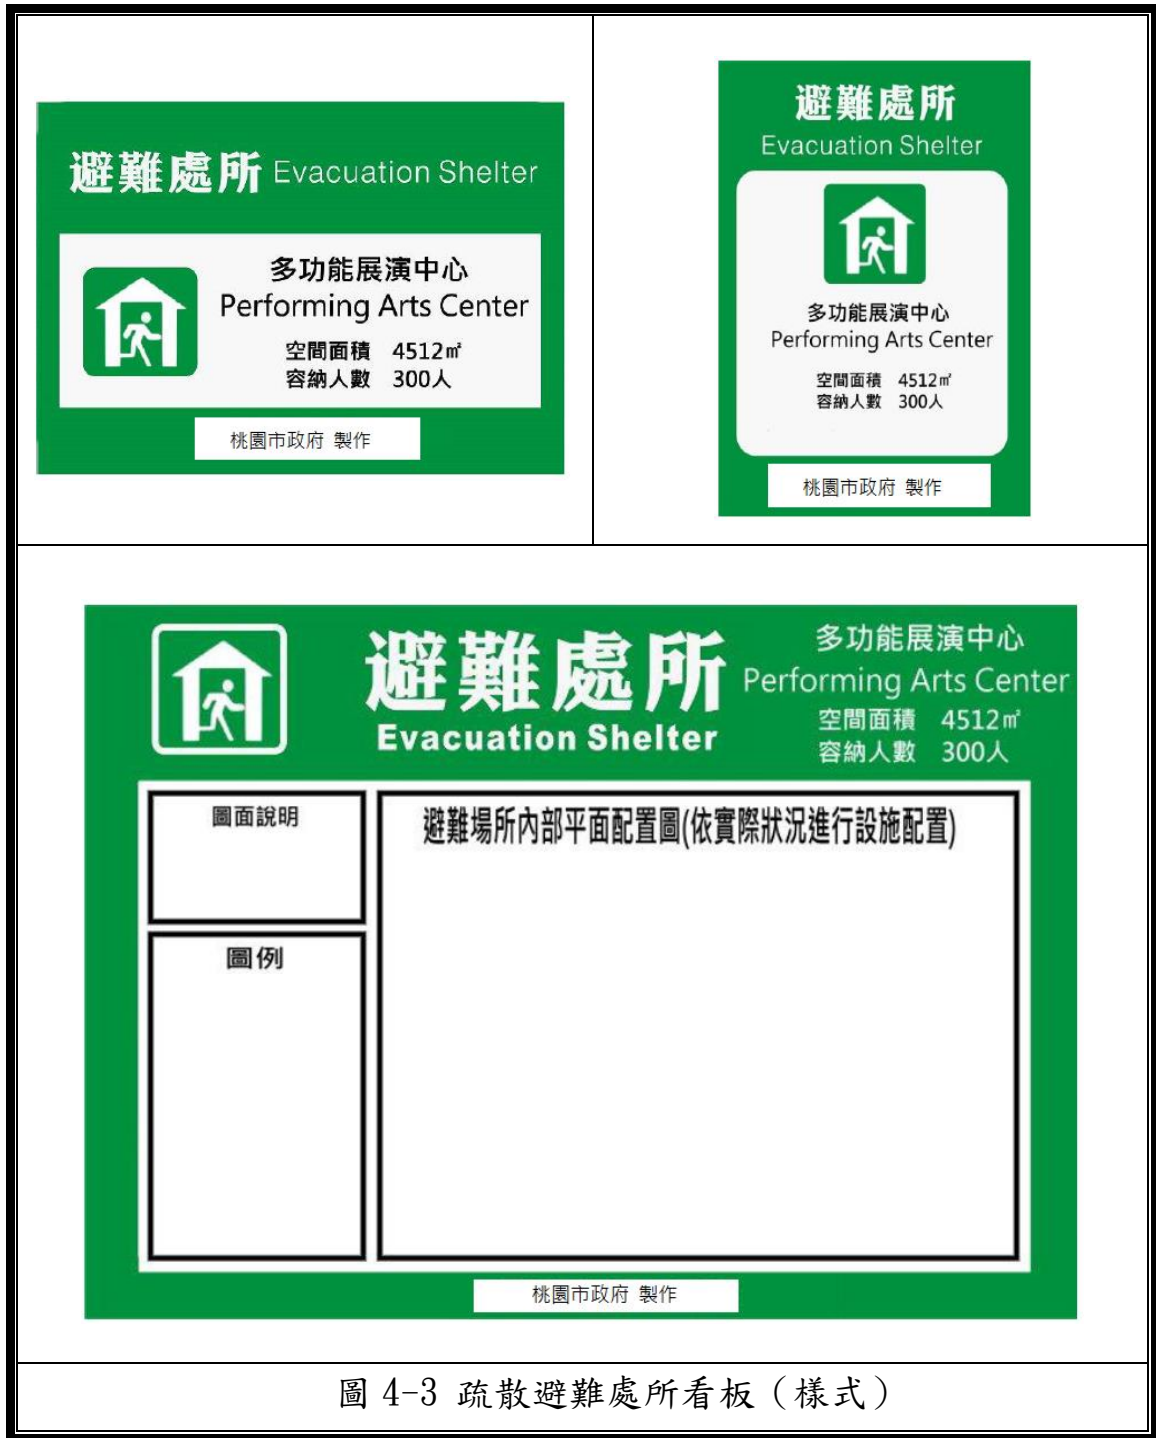 避難處所 Evacuation Shelter
多功能展演中心
Performing Arts Center
空間面積 4512㎡
容納人數 300人
桃園市政府 製作
避難處所
Evacuation Shelter
多功能展演中心
Performing Arts Center
空間面積 4512㎡
容納人數 300人
桃園市政府 製作
避難處所
Evacuation Shelter
多功能展演中心
Performing Arts Center
空間面積 4512㎡
容納人數 300人
圖面說明
圖例
避難場所內部平面配置圖(依實際狀況進行設施配置)
桃園市政府 製作
圖 4-3 疏散避難處所看板（樣式）